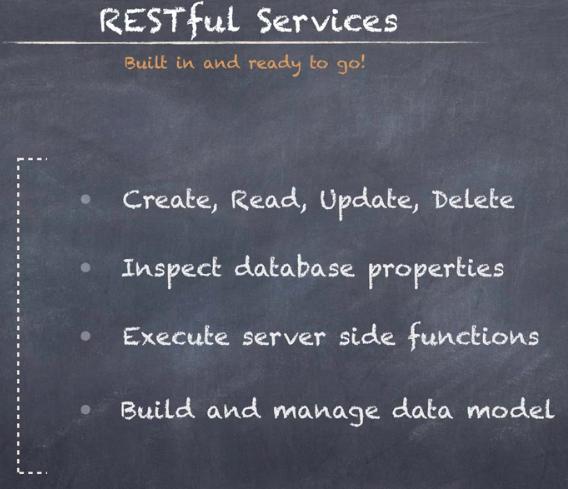 RESTful Services
Built in and ready to go!
Create, Read, Update, Delete
Inspect database properties
Execute server side functions
Build and manage data model